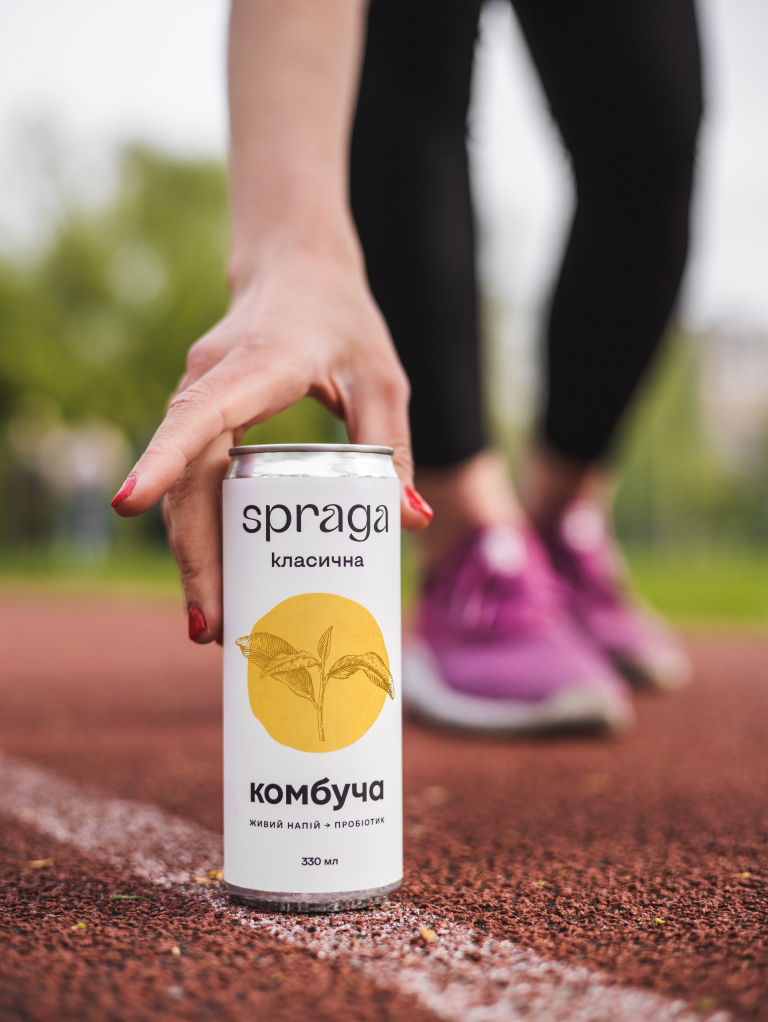 spraga
класична
комбуча
живий напій → пробіотик
330 мл